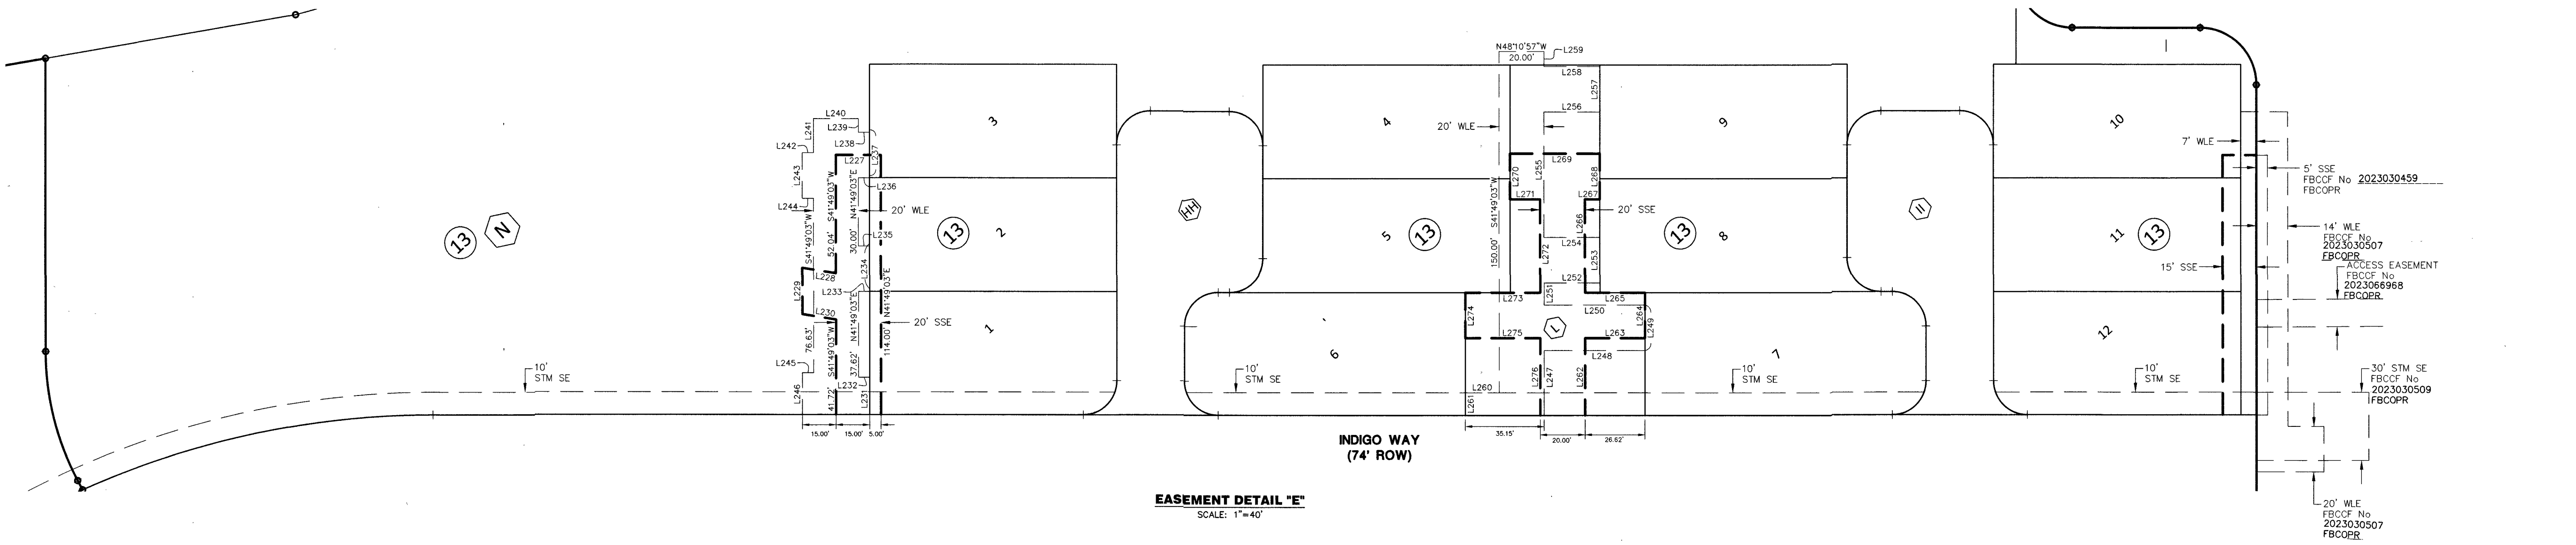 N48°10'57"W
20.00'
L259
L258
L257
L256
L240
L239
L241
L238
L242
L237
L227
L243
L236
L244
S41°49'03"W
S41°49'03"W
52.04'
N41°49'03"E
30.00'
20' WLE
L235
L234
L228
L233
L229
L230
76.63'
S41°49'03"W
N41°49'03"E
37.62'
N41°49'03"E
114.00'
20' SSE
L245
L246
41.72'
L232
L231
15.00'
15.00'
5.00'
10'
STM SE
13
N
3
13
2
1
HH
4
5
13
6
20' WLE
L255
L269
L270
L268
L271
L267
S41°49'03"W
150.00'
L266
20' SSE
L272
L254
L253
L252
L273
L251
L265
L250
L274
L264
L249
L
L275
L263
L248
L276
L247
L262
L260
L261
10'
STM SE
35.15'
20.00'
26.62'
9
13
8
7
10'
STM SE
II
10
11
13
12
7' WLE
15' SSE
10'
STM SE
5' SSE
FBCCF No 2023030459
FBCOPR
14' WLE
FBCCF No
2023030507
FBCOPR
ACCESS EASEMENT
FBCCF No
2023066968
FBCOPR
30' STM SE
FBCCF No
2023030509
FBCOPR
20' WLE
FBCCF No
2023030507
FBCOPR
INDIGO WAY
(74' ROW)
EASEMENT DETAIL "E"
SCALE: 1"=40'